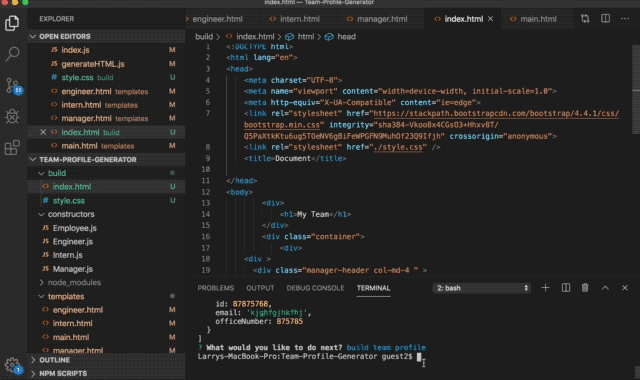 index.html — Team-Profile-Generator
EXPLORER
OPEN EDITORS
index.js M
generateHTML.js M
style.css build U
engineer.html templates M
intern.html templates M
manager.html templates M
index.html build U
main.html templates M
TEAM-PROFILE-GENERATOR
build
index.html U
style.css U
constructors
Employee.js
Engineer.js
Intern.js
Manager.js
node_modules
templates
engineer.html M
intern.html M
main.html M
manager.html M
OUTLINE
NPM SCRIPTS
11
1
engineer.html intern.html manager.html index.html main.html
build > index.html > html > head
1 <!DOCTYPE html>
2 <html lang="en">
3 <head>
4 <meta charset="UTF-8">
5 <meta name="viewport" content="width=device-width, initial-scale=1.0">
6 <meta http-equiv="X-UA-Compatible" content="ie=edge">
7 <link rel="stylesheet" href="https://stackpath.bootstrapcdn.com/bootstrap/4.4.1/css/
bootstrap.min.css" integrity="sha384-Vkoo8x4CGsO3+Hhxv8T/
Q5PaXtkKtu6ug5TOeNV6gBiFeWPGFN9MuhOf23Q9Ifjh" crossorigin="anonymous">
8 <link rel="stylesheet" href="./style.css" />
9 <title>Document</title>
10
11 </head>
12 <body>
13 <div>
14 <h1>My Team</h1>
15 </div>
16 <div class="container">
17 <div>
18 <div >
19 <div class="manager-header col-md-4 " >
PROBLEMS OUTPUT DEBUG CONSOLE TERMINAL 2: bash
id: 87875768,
email: 'kjghfgjhkfhj',
officeNumber: 875785
}
]
? What would you like to do next? build team profile
Larrys-MacBook-Pro:Team-Profile-Generator guest2$